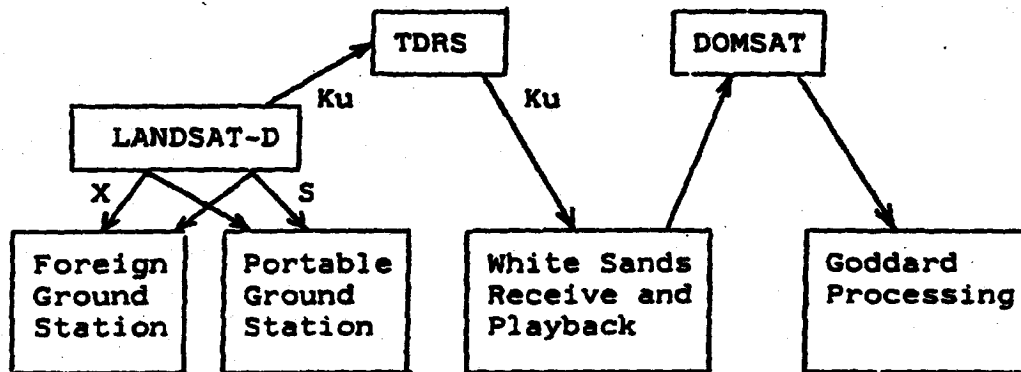 TDRS
DOMSAT
Ku
Ku
LANDSAT-D
X
S
Foreign
Ground
Station
Portable
Ground
Station
White Sands
Receive and
Playback
Goddard
Processing